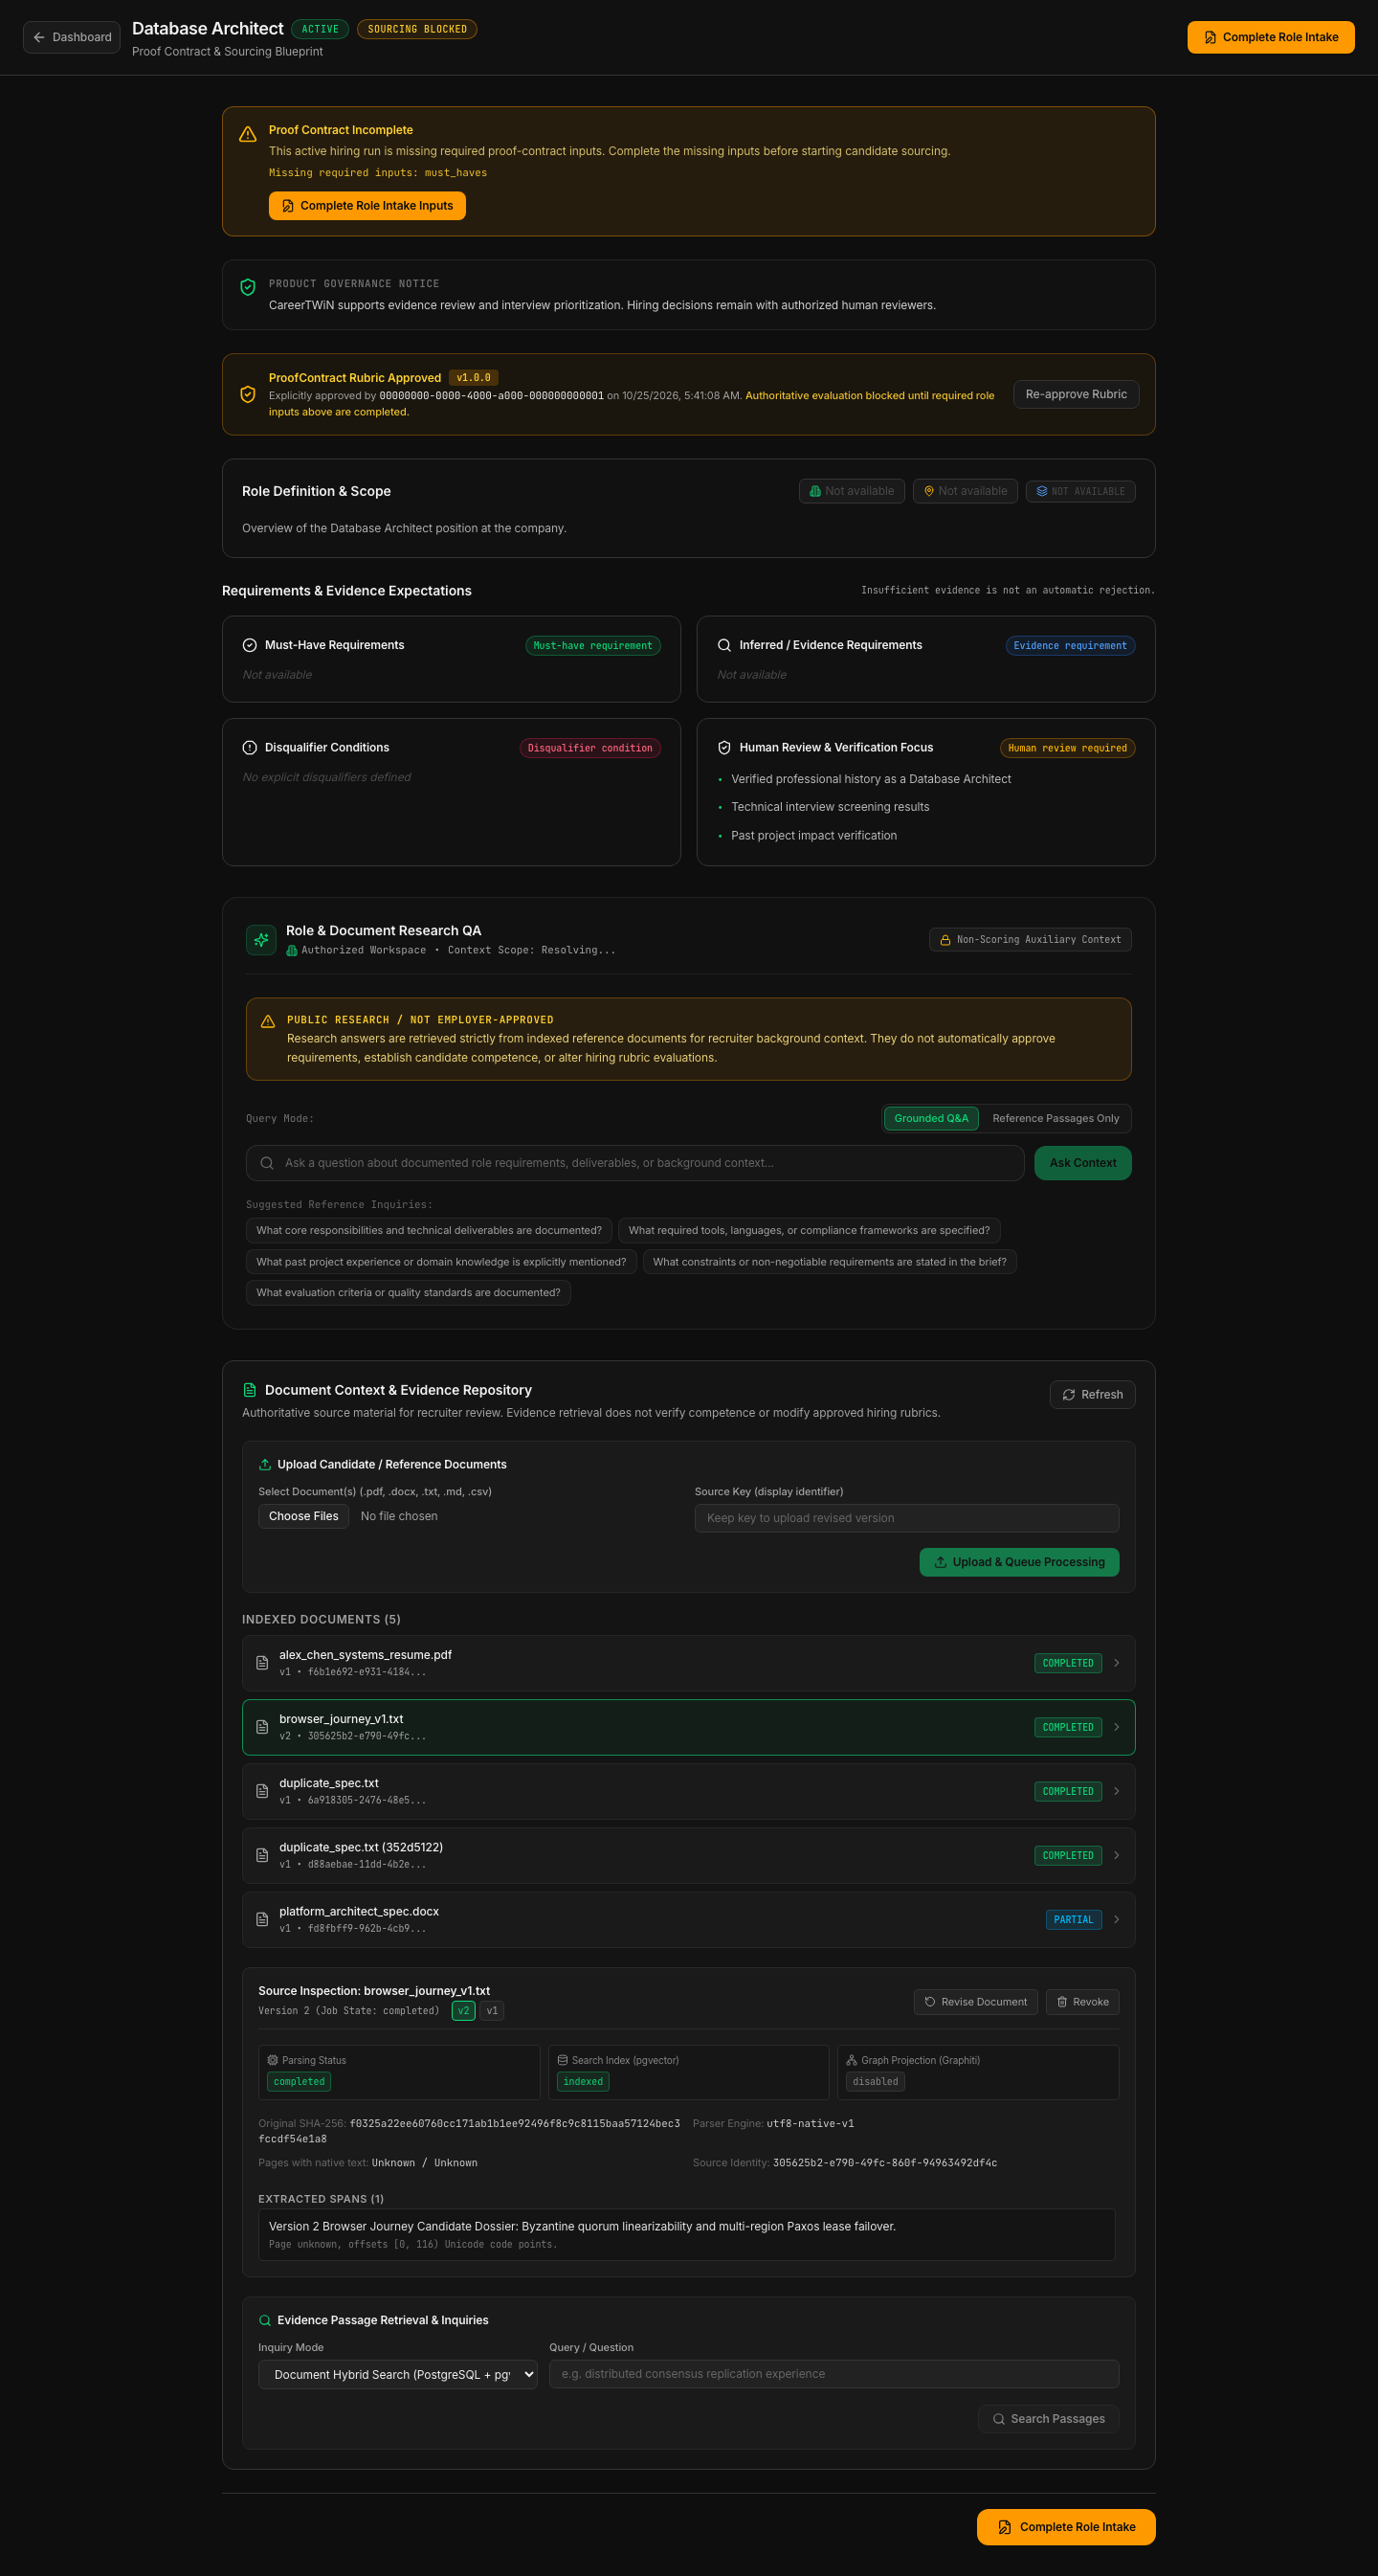 Dashboard
Database Architect ACTIVE SOURCING BLOCKED
Proof Contract & Sourcing Blueprint
Complete Role Intake
Proof Contract Incomplete
This active hiring run is missing required proof-contract inputs. Complete the missing inputs before starting candidate sourcing.
Missing required inputs: must_haves
Complete Role Intake Inputs
PRODUCT GOVERNANCE NOTICE
CareerTWiN supports evidence review and interview prioritization. Hiring decisions remain with authorized human reviewers.
ProofContract Rubric Approved v1.0.0
Explicitly approved by 00000000-0000-4000-a000-000000000001 on 10/25/2026, 5:41:08 AM. Authoritative evaluation blocked until required role
inputs above are completed.
Re-approve Rubric
Role Definition & Scope
Not available
Not available
NOT AVAILABLE
Overview of the Database Architect position at the company.
Requirements & Evidence Expectations
Insufficient evidence is not an automatic rejection.
Must-Have Requirements
Must-have requirement
Not available
Inferred / Evidence Requirements
Evidence requirement
Not available
Disqualifier Conditions
Disqualifier condition
No explicit disqualifiers defined
Human Review & Verification Focus
Human review required
• Verified professional history as a Database Architect
• Technical interview screening results
• Past project impact verification
Role & Document Research QA
Authorized Workspace • Context Scope: Resolving...
Non-Scoring Auxiliary Context
PUBLIC RESEARCH / NOT EMPLOYER-APPROVED
Research answers are retrieved strictly from indexed reference documents for recruiter background context. They do not automatically approve
requirements, establish candidate competence, or alter hiring rubric evaluations.
Query Mode:
Grounded Q&A
Reference Passages Only
Ask a question about documented role requirements, deliverables, or background context...
Ask Context
Suggested Reference Inquiries:
What core responsibilities and technical deliverables are documented?
What required tools, languages, or compliance frameworks are specified?
What past project experience or domain knowledge is explicitly mentioned?
What constraints or non-negotiable requirements are stated in the brief?
What evaluation criteria or quality standards are documented?
Document Context & Evidence Repository
Authoritative source material for recruiter review. Evidence retrieval does not verify competence or modify approved hiring rubrics.
Refresh
Upload Candidate / Reference Documents
Select Document(s) (.pdf, .docx, .txt, .md, .csv)
Choose Files No file chosen
Source Key (display identifier)
Keep key to upload revised version
Upload & Queue Processing
INDEXED DOCUMENTS (5)
alex_chen_systems_resume.pdf
v1 • f6b1e692-e931-4184...
COMPLETED
browser_journey_v1.txt
v2 • 305625b2-e790-49fc...
COMPLETED
duplicate_spec.txt
v1 • 6a918305-2476-48e5...
COMPLETED
duplicate_spec.txt (352d5122)
v1 • d88aebae-11dd-4b2e...
COMPLETED
platform_architect_spec.docx
v1 • fd8fbff9-962b-4cb9...
PARTIAL
Source Inspection: browser_journey_v1.txt
Version 2 (Job State: completed) v2 v1
Revise Document
Revoke
Parsing Status
completed
Search Index (pgvector)
indexed
Graph Projection (Graphiti)
disabled
Original SHA-256: f0325a22ee60760cc171ab1b1ee92496f8c9c8115baa57124bec3
fccdf54e1a8
Parser Engine: utf8-native-v1
Pages with native text: Unknown / Unknown
Source Identity: 305625b2-e790-49fc-860f-94963492df4c
EXTRACTED SPANS (1)
Version 2 Browser Journey Candidate Dossier: Byzantine quorum linearizability and multi-region Paxos lease failover.
Page unknown, offsets [0, 116) Unicode code points.
Evidence Passage Retrieval & Inquiries
Inquiry Mode
Document Hybrid Search (PostgreSQL + pgv
Query / Question
e.g. distributed consensus replication experience
Search Passages
Complete Role Intake